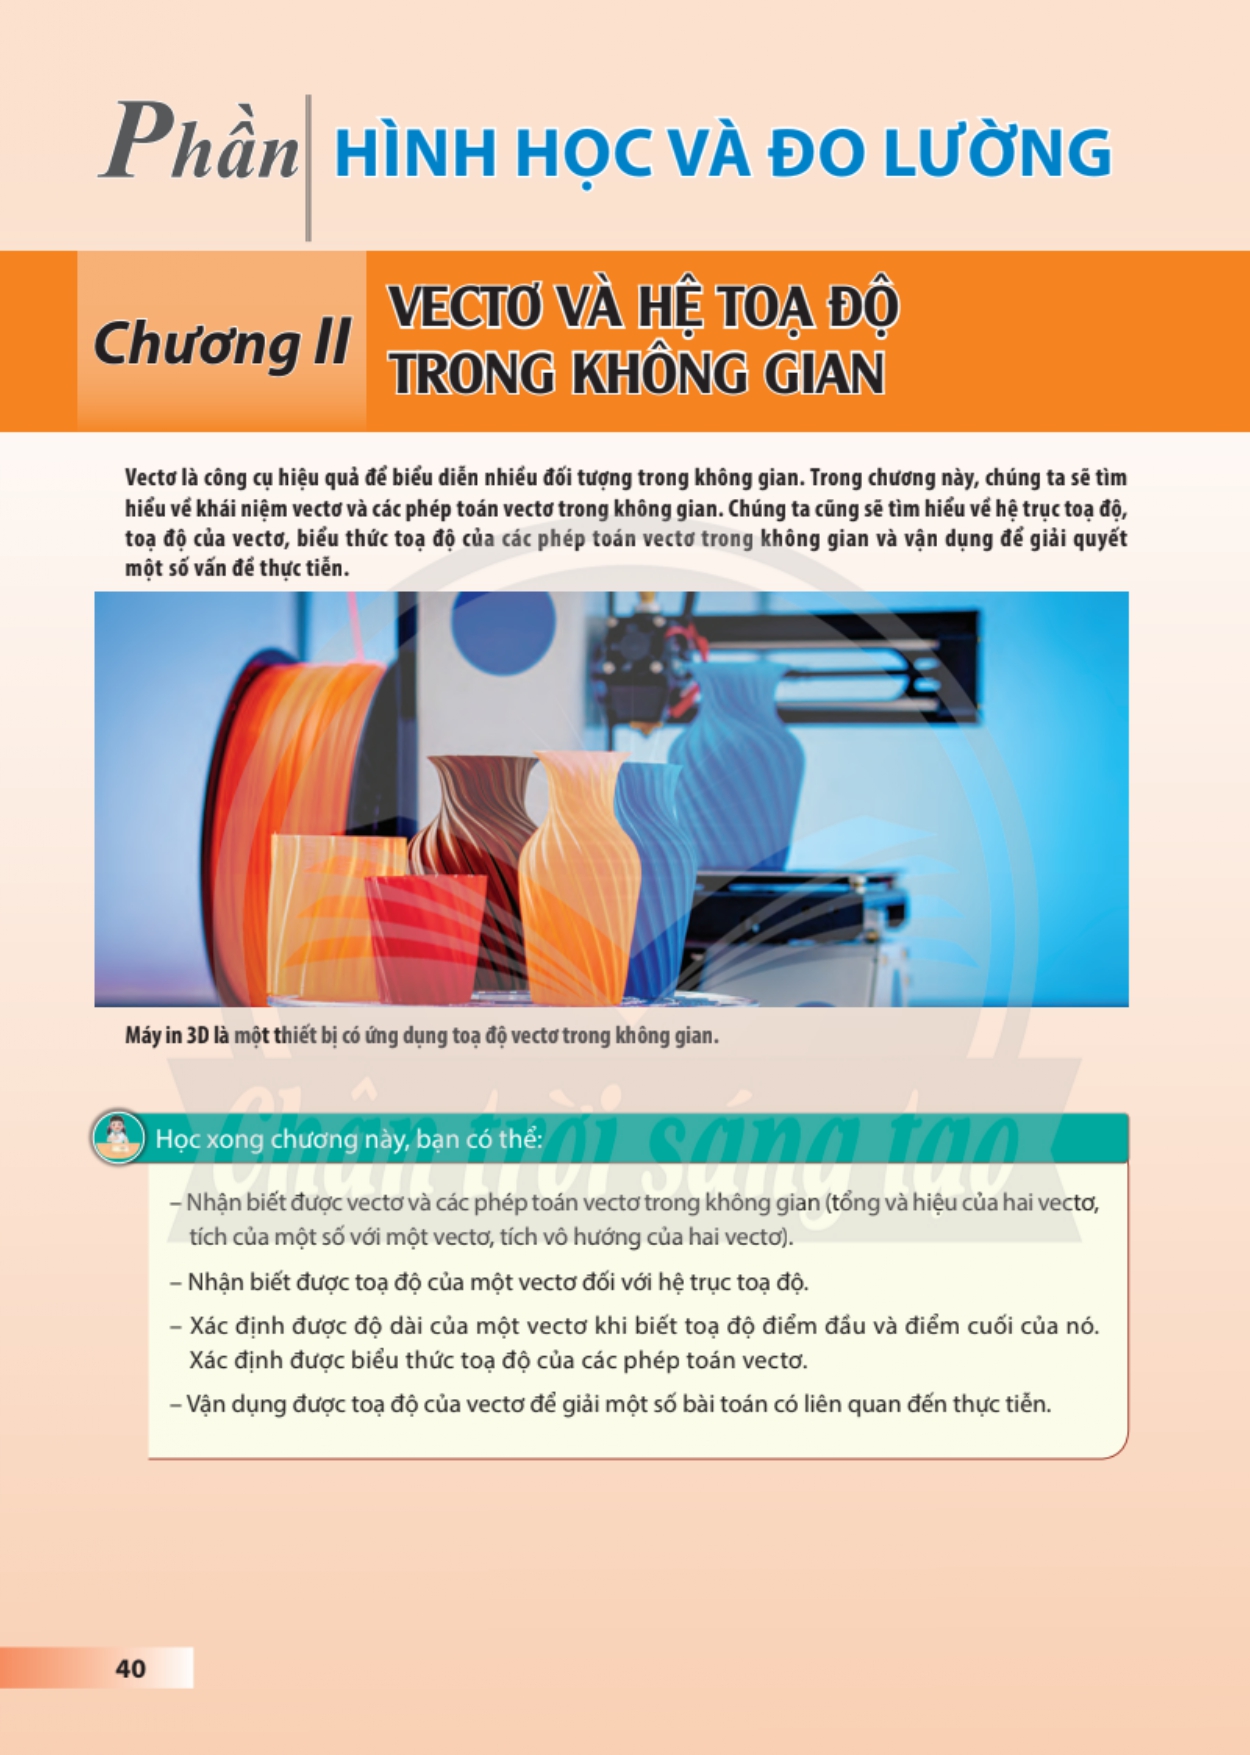 Phần
HÌNH HỌC VÀ ĐO LƯỜNG
Chương II
VECTƠ VÀ HỆ TOẠ ĐỘ
TRONG KHÔNG GIAN
Vectơ là công cụ hiệu quả để biểu diễn nhiều đối tượng trong không gian. Trong chương này, chúng ta sẽ tìm
hiểu về khái niệm vectơ và các phép toán vectơ trong không gian. Chúng ta cũng sẽ tìm hiểu về hệ trục toạ độ,
toạ độ của vectơ, biểu thức toạ độ của các phép toán vectơ trong không gian và vận dụng để giải quyết
một số vấn đề thực tiễn.
Máy in 3D là một thiết bị có ứng dụng toạ độ vectơ trong không gian.
Chân trời sáng tạo
Học xong chương này, bạn có thể:
– Nhận biết được vectơ và các phép toán vectơ trong không gian (tổng và hiệu của hai vectơ,
tích của một số với một vectơ, tích vô hướng của hai vectơ).
– Nhận biết được toạ độ của một vectơ đối với hệ trục toạ độ.
– Xác định được độ dài của một vectơ khi biết toạ độ điểm đầu và điểm cuối của nó.
Xác định được biểu thức toạ độ của các phép toán vectơ.
– Vận dụng được toạ độ của vectơ để giải một số bài toán có liên quan đến thực tiễn.
40